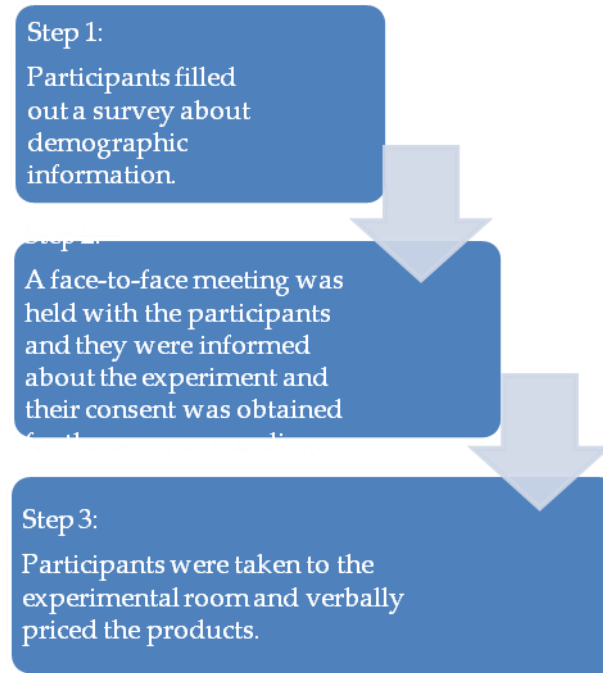 Step 1:
Participants filled
out a survey about
demographic
information.
Step 2:
A face-to-face meeting was
held with the participants
and they were informed
about the experiment and
their consent was obtained
Step 3:
Participants were taken to the
experimental room and verbally
priced the products.